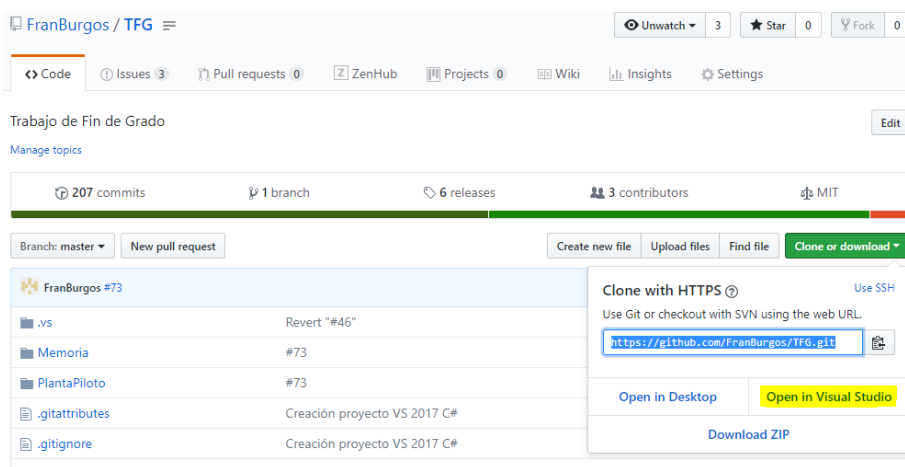 FranBurgos / TFG
Unwatch 3 Star 0 Fork 0
Code Issues 3 Pull requests 0 ZenHub Projects 0 Wiki Insights Settings
Trabajo de Fin de Grado
Edit
Manage topics
207 commits 1 branch 6 releases 3 contributors MIT
Branch: master New pull request Create new file Upload files Find file Clone or download
FranBurgos #73
Clone with HTTPS Use SSH
Use Git or checkout with SVN using the web URL.
.vs Revert "#46"
https://github.com/FranBurgos/TFG.git
Memoria #73
PlantaPiloto #73
Open in Desktop Open in Visual Studio
.gitattributes Creación proyecto VS 2017 C#
Download ZIP
.gitignore Creación proyecto VS 2017 C#